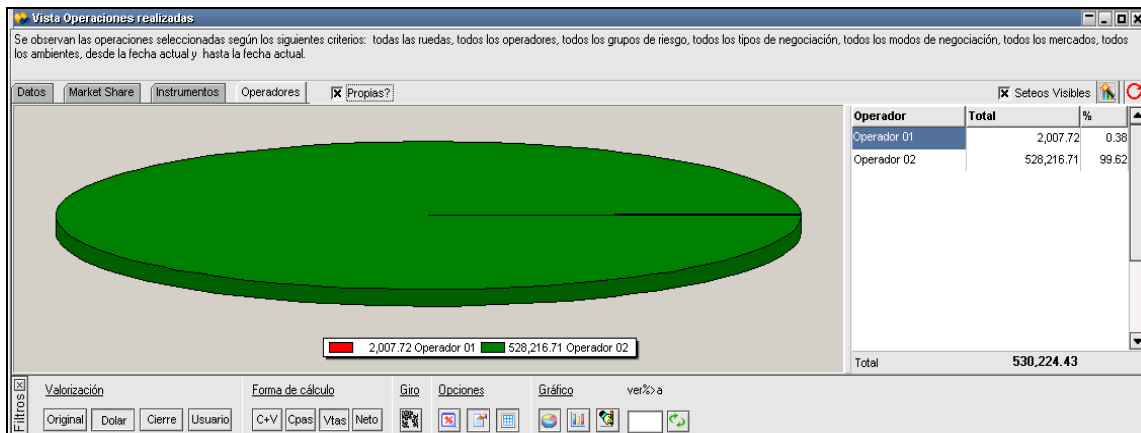 Vista Operaciones realizadas
Se observan las operaciones seleccionadas según los siguientes criterios: todas las ruedas, todos los operadores, todos los grupos de riesgo, todos los tipos de negociación, todos los modos de negociación, todos los mercados, todos
los ambientes, desde la fecha actual y hasta la fecha actual.
Datos Market Share Instrumentos Operadores Propias? Seteos Visibles
Operador Total %
Operador 01 2,007.72 0.38
Operador 02 528,216.71 99.62
2,007.72 Operador 01 528,216.71 Operador 02
Total 530,224.43
Filtros
Valorización Forma de cálculo Giro Opciones Gráfico ver%>a
Original Dolar Cierre Usuario C+V Cpas Vtas Neto